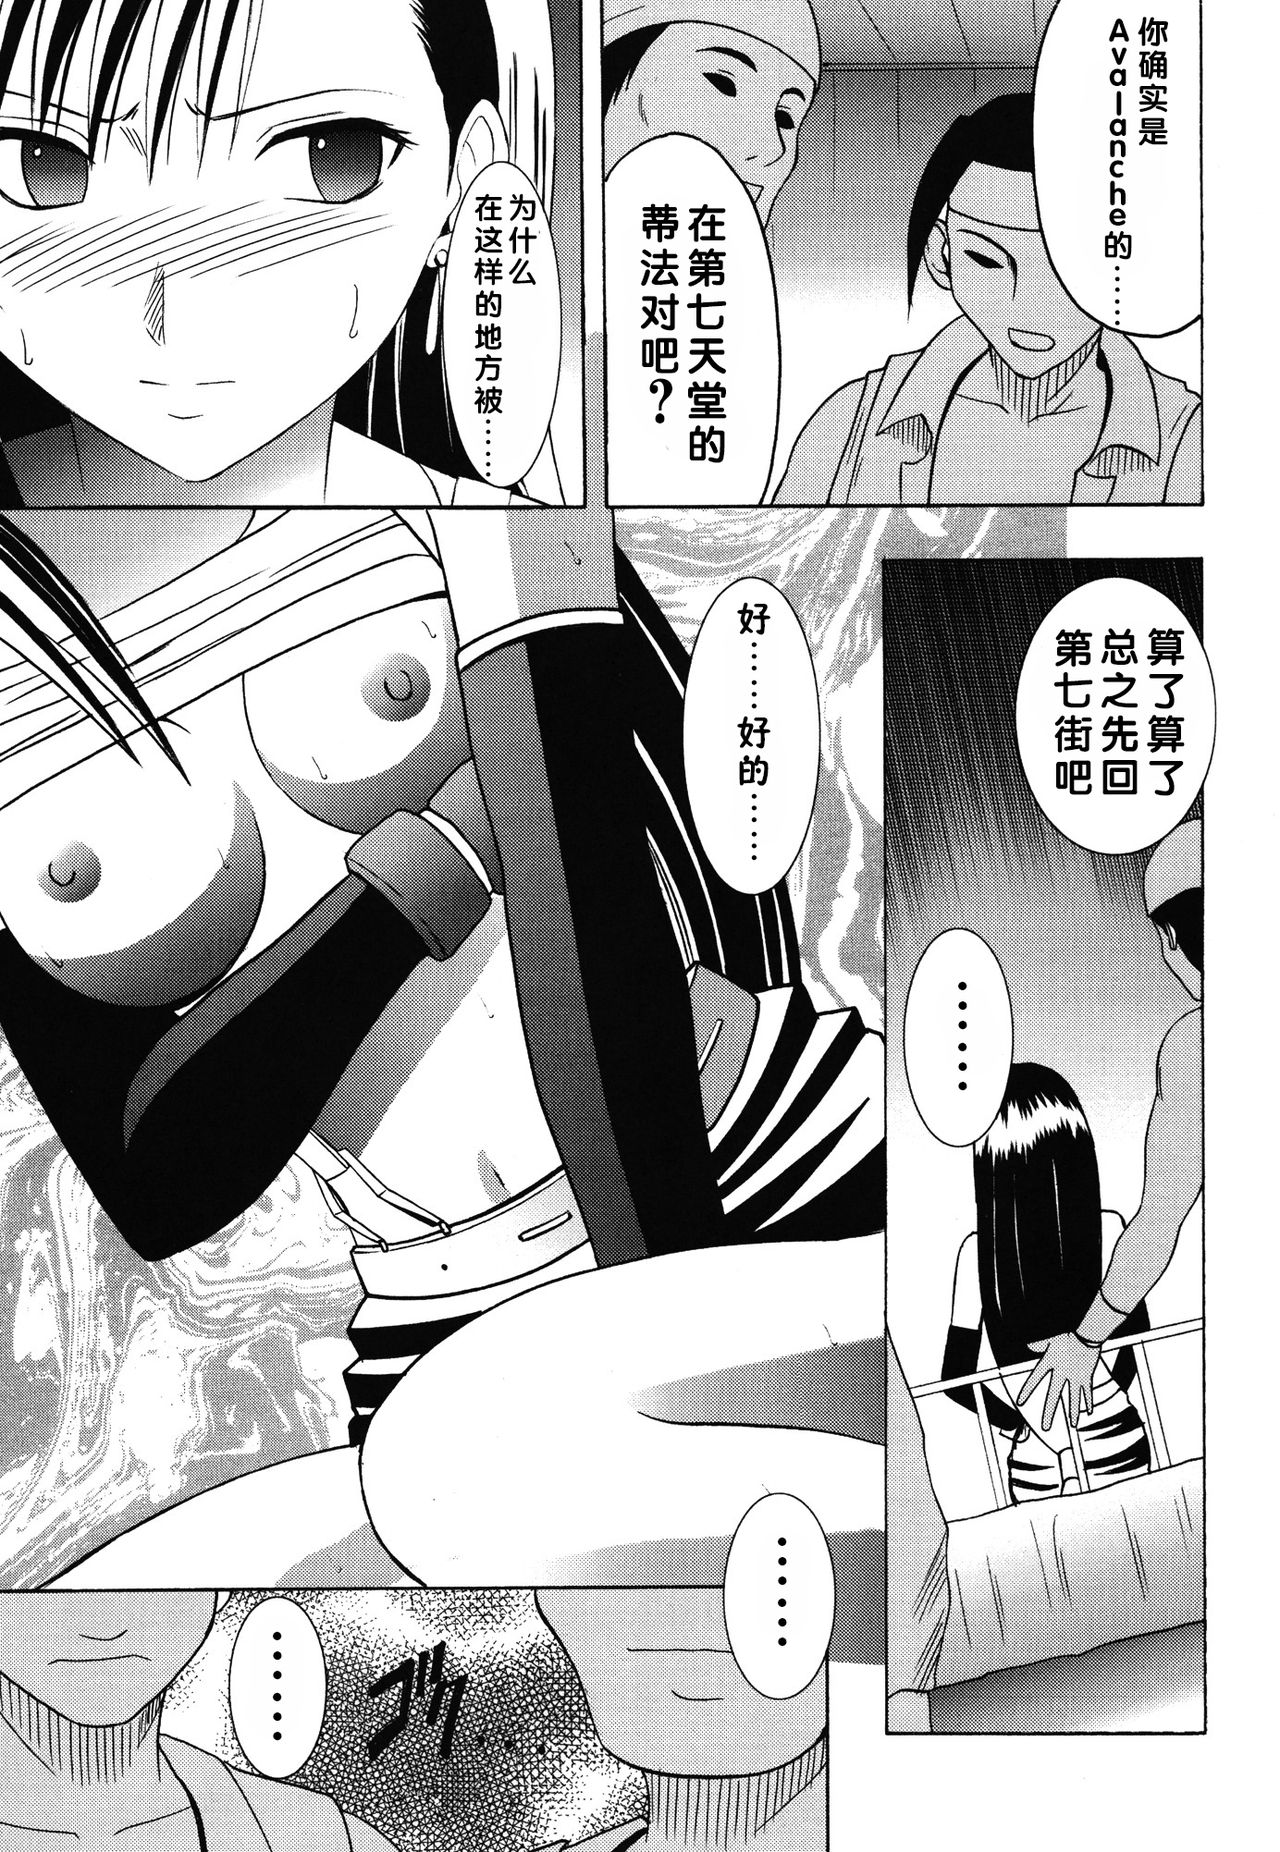 你确实是
Avalanche的……
在第七天堂的
蒂法对吧？
为什么
在这样的地方被……
算了算了
总之先回
第七街吧
……
好……好的……
……
ゴク…
……